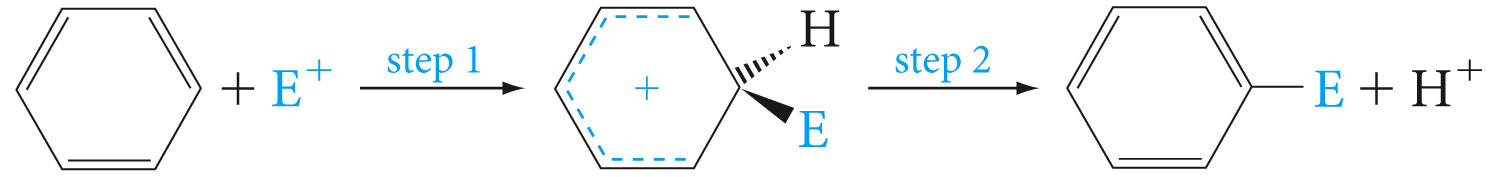 + E⁺ step 1 + H E step 2 E + H⁺